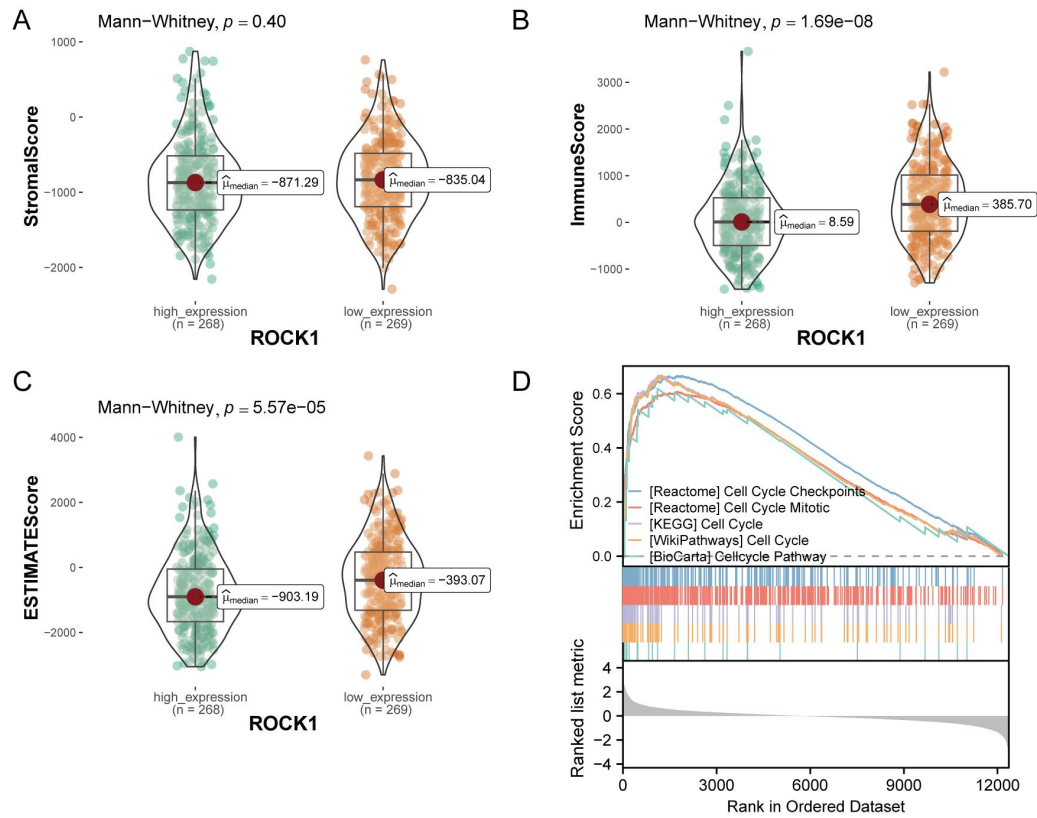 A
Mann−Whitney, p = 0.40
StromalScore
1000
0
−1000
−2000
μ̂median = −871.29
μ̂median = −835.04
high_expression
(n = 268)
low_expression
(n = 269)
ROCK1
B
Mann−Whitney, p = 1.69e−08
ImmuneScore
3000
2000
1000
0
−1000
μ̂median = 8.59
μ̂median = 385.70
high_expression
(n = 268)
low_expression
(n = 269)
ROCK1
C
Mann−Whitney, p = 5.57e−05
ESTIMATEScore
4000
2000
0
−2000
μ̂median = −903.19
μ̂median = −393.07
high_expression
(n = 268)
low_expression
(n = 269)
ROCK1
D
Enrichment Score
0.6
0.4
0.2
0.0
[Reactome] Cell Cycle Checkpoints
[Reactome] Cell Cycle Mitotic
[KEGG] Cell Cycle
[WikiPathways] Cell Cycle
[BioCarta] Cellcycle Pathway
Ranked list metric
4
2
0
−2
−4
0
3000
6000
9000
12000
Rank in Ordered Dataset